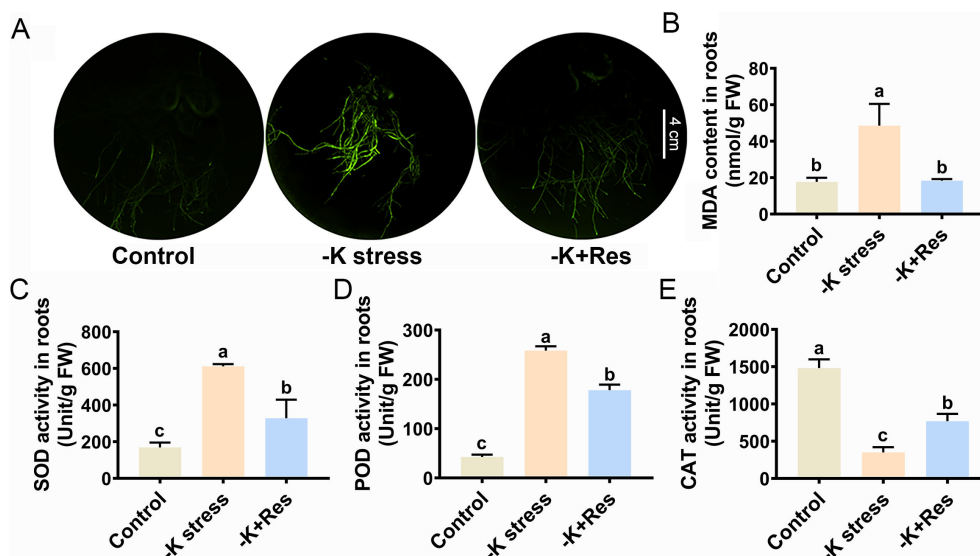 A
Control
-K stress
-K+Res
4 cm
B
MDA content in roots
(nmol/g FW)
80
60
40
20
0
b
a
b
Control
-K stress
-K+Res
C
SOD activity in roots
(Unit/g FW)
800
600
400
200
0
c
a
b
Control
-K stress
-K+Res
D
POD activity in roots
(Unit/g FW)
300
200
100
0
c
a
b
Control
-K stress
-K+Res
E
CAT activity in roots
(Unit/g FW)
2000
1500
1000
500
0
a
c
b
Control
-K stress
-K+Res